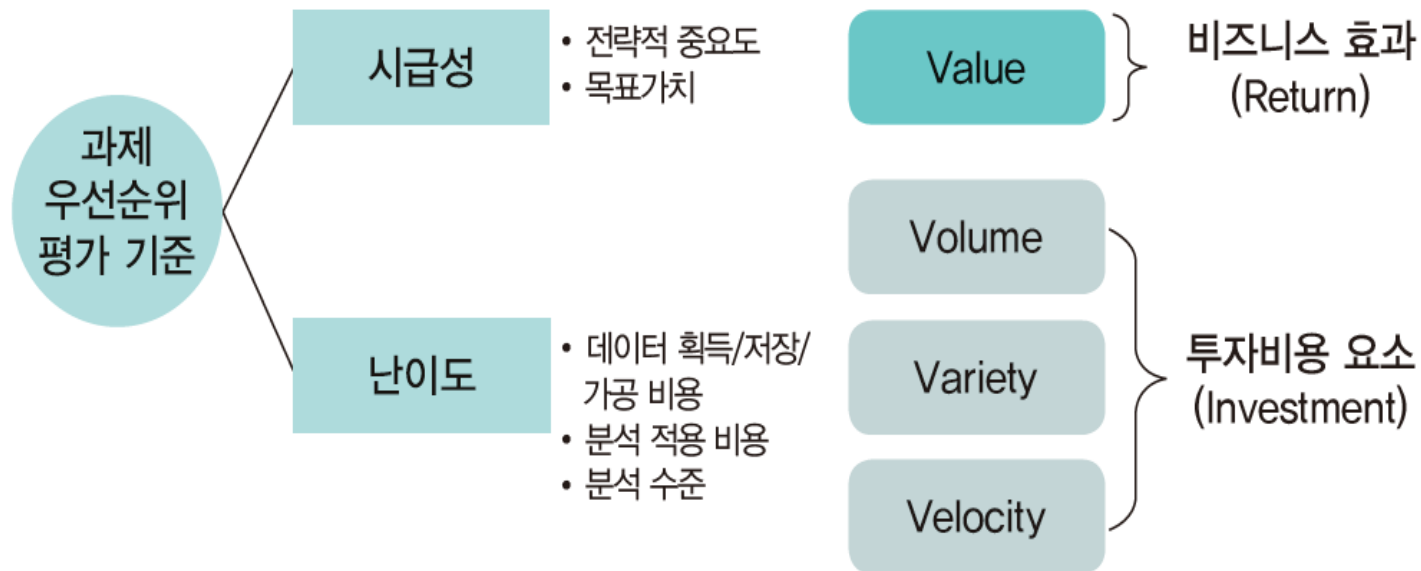 과제
우선순위
평가 기준
시급성
• 전략적 중요도
• 목표가치
Value
비즈니스 효과
(Return)
난이도
• 데이터 획득/저장/
가공 비용
• 분석 적용 비용
• 분석 수준
Volume
Variety
Velocity
투자비용 요소
(Investment)